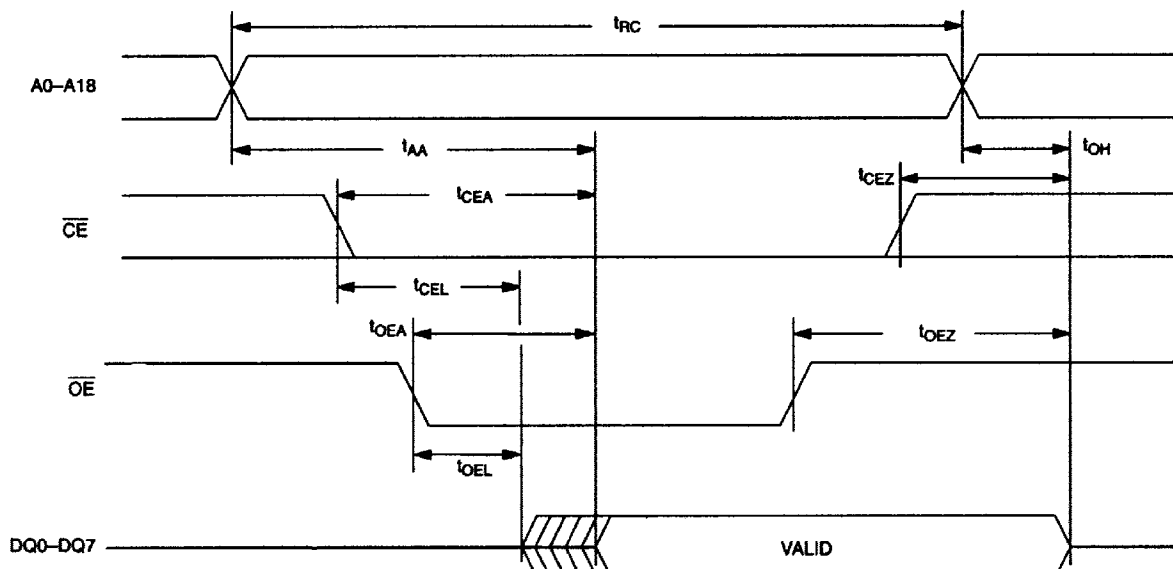 tRC
A0–A18
tAA
tOH
tCEA
tCEZ
CE
tCEL
tOEA
tOEZ
OE
tOEL
DQ0–DQ7
VALID